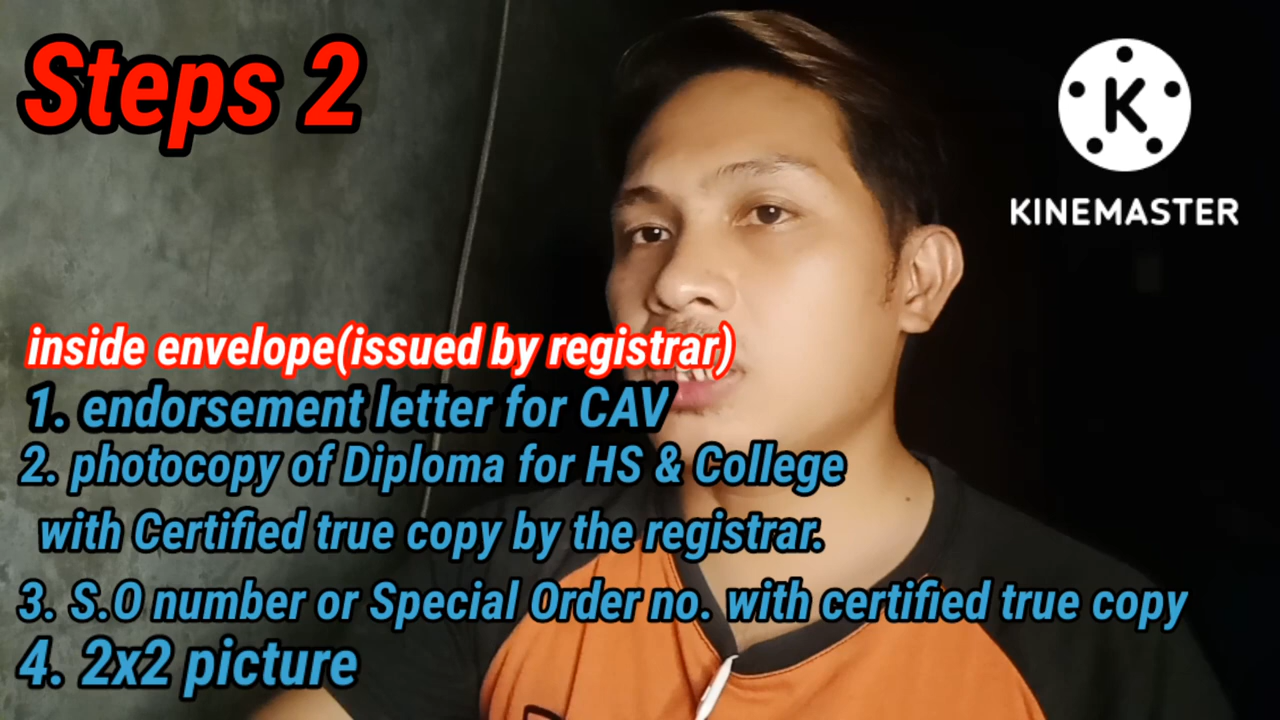 Steps 2
K
KINEMASTER
inside envelope(issued by registrar)
1. endorsement letter for CAV
2. photocopy of Diploma for HS & College
with Certified true copy by the registrar.
3. S.O number or Special Order no. with certified true copy
4. 2x2 picture